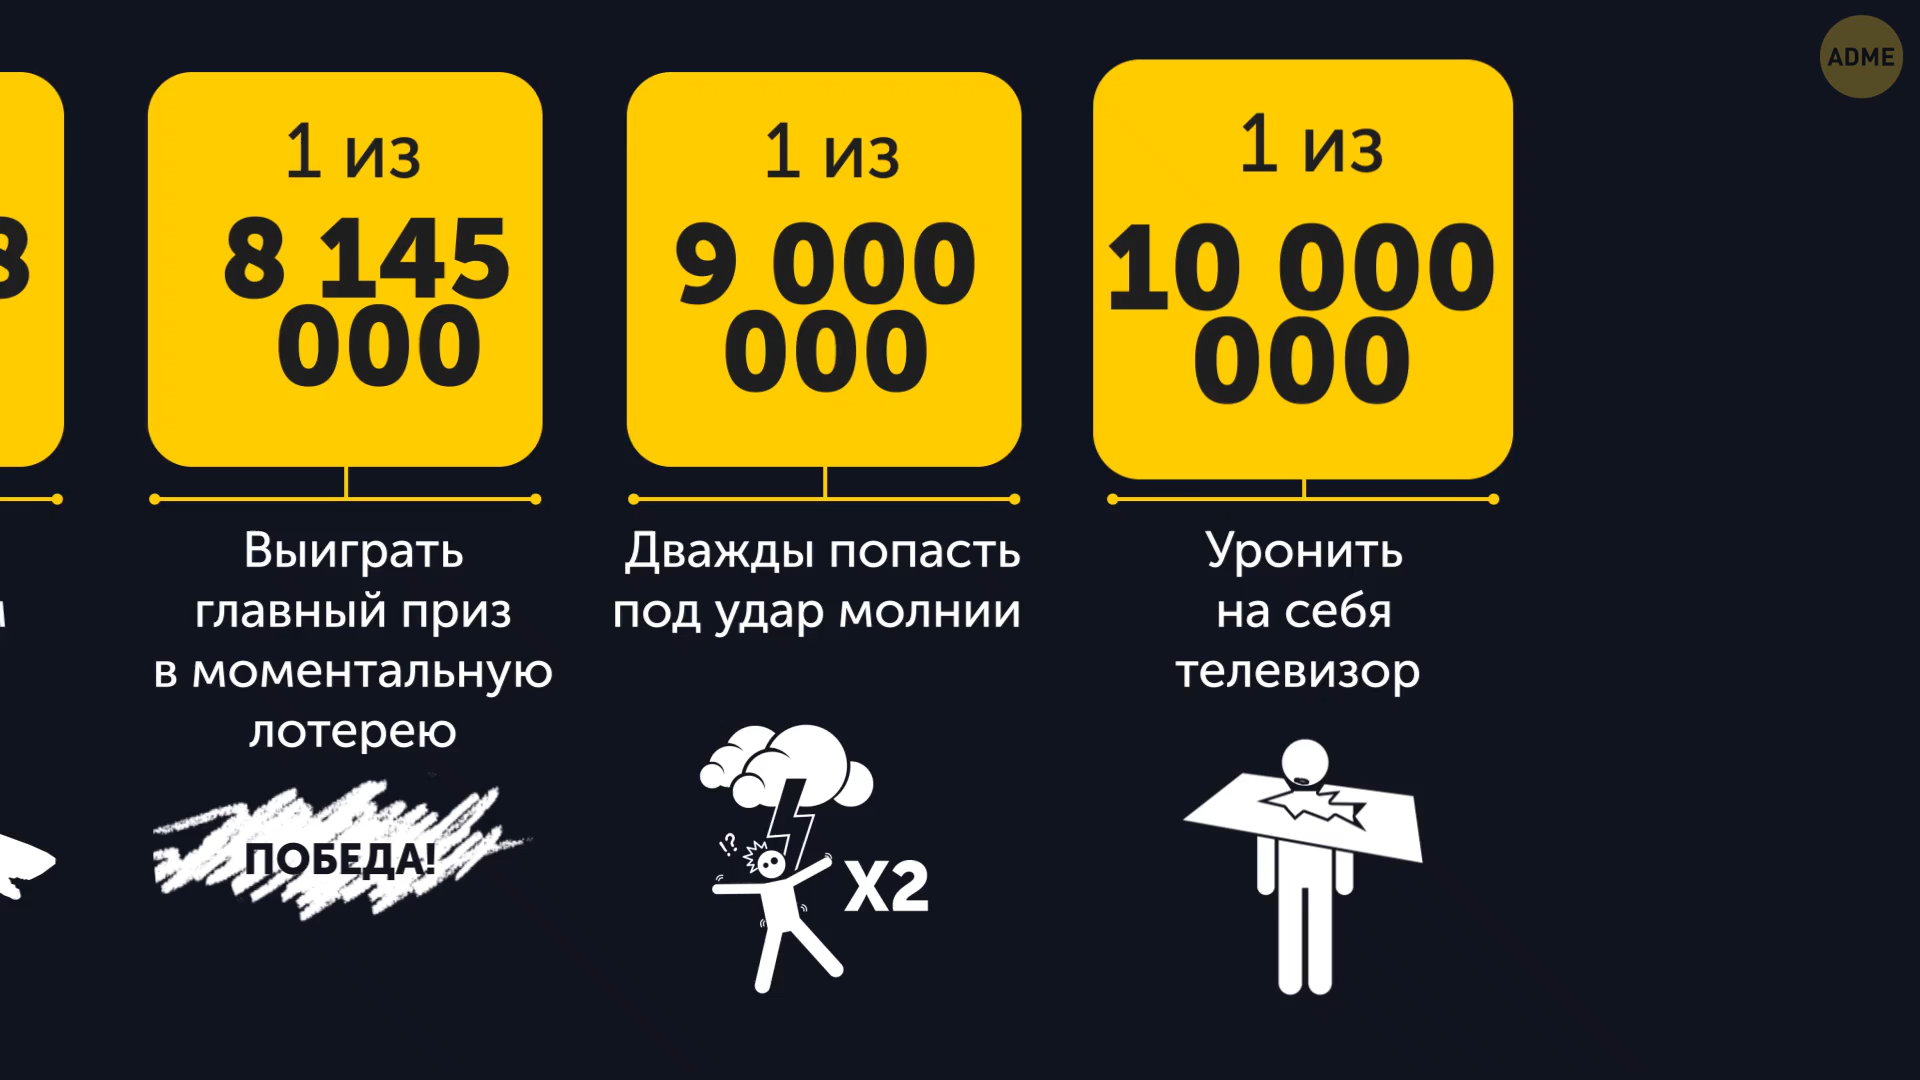 ADME
8
1 из
8 145
000
1 из
9 000
000
1 из
10 000
000
Выиграть
главный приз
в моментальную
лотерею
Дважды попасть
под удар молнии
Уронить
на себя
телевизор
ПОБЕДА!
!?
X2